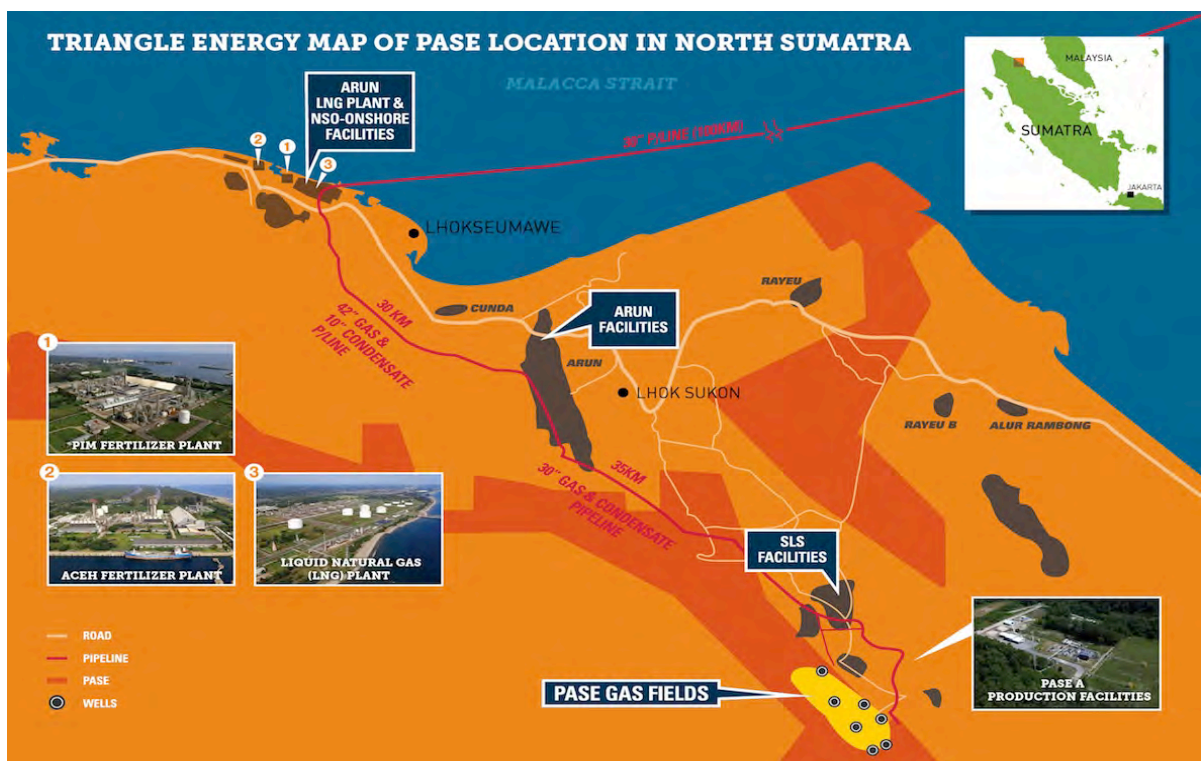 TRIANGLE ENERGY MAP OF PASE LOCATION IN NORTH SUMATRA
MALACCA STRAIT
MALAYSIA
SUMATRA
JAKARTA
ARUN
LNG PLANT &
NSO-ONSHORE
FACILITIES
2
1
3
30" P/LINE (100KM)
LHOKSEUMAWE
30 KM
42" GAS &
10" CONDENSATE
P/LINE
CUNDA
ARUN
FACILITIES
ARUN
RAYEU
LHOK SUKON
RAYEU B
ALUR RAMBONG
35KM
30" GAS & CONDENSATE
PIPELINE
SLS
FACILITIES
1
PIM FERTILIZER PLANT
2
ACEH FERTILIZER PLANT
3
LIQUID NATURAL GAS
(LNG) PLANT
PASE A
PRODUCTION FACILITIES
PASE GAS FIELDS
ROAD
PIPELINE
PASE
WELLS